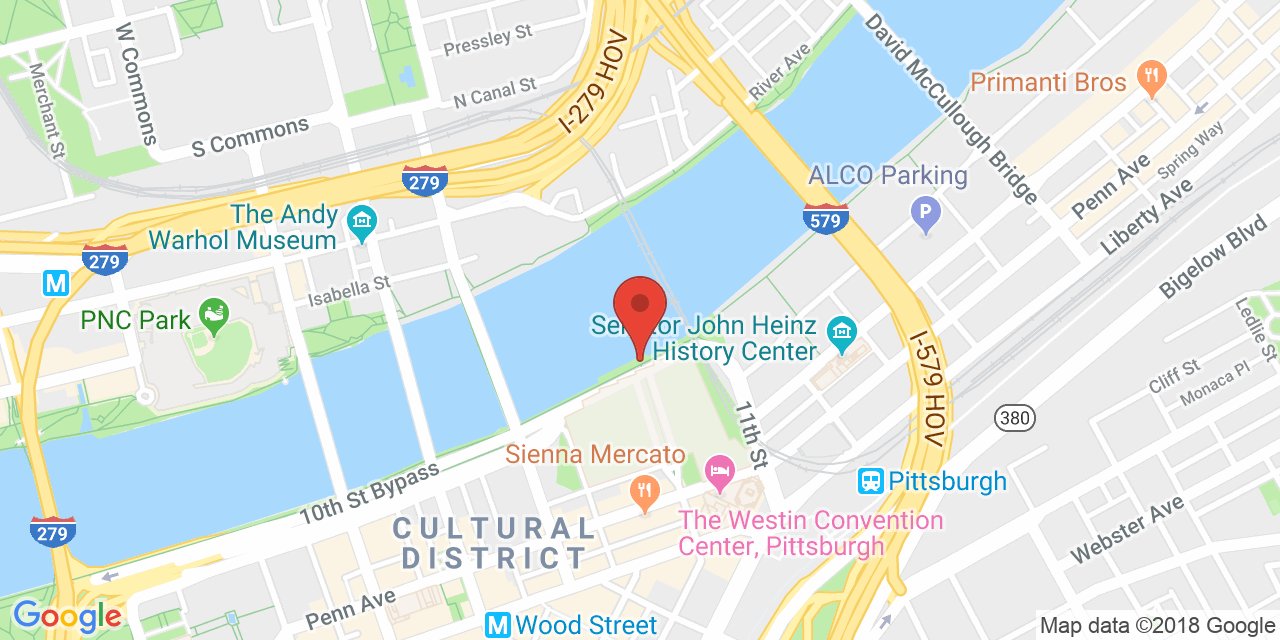 W Commons
Pressley St
Merchant St
N Canal St
I-279 HOV
River Ave
David McCullough Bridge
Primanti Bros
S Commons
279
ALCO Parking
P
Penn Ave
Spring Way
The Andy
Warhol Museum
579
Liberty Ave
Bigelow Blvd
279
M
Isabella St
PNC Park
Senator John Heinz
History Center
I-579 HOV
Ledlie St
Cliff St
Monaca Pl
380
11th St
Sienna Mercato
10th St Bypass
Pittsburgh
279
CULTURAL
DISTRICT
The Westin Convention
Center, Pittsburgh
Webster Ave
Penn Ave
Google
M Wood Street
Map data ©2018 Google